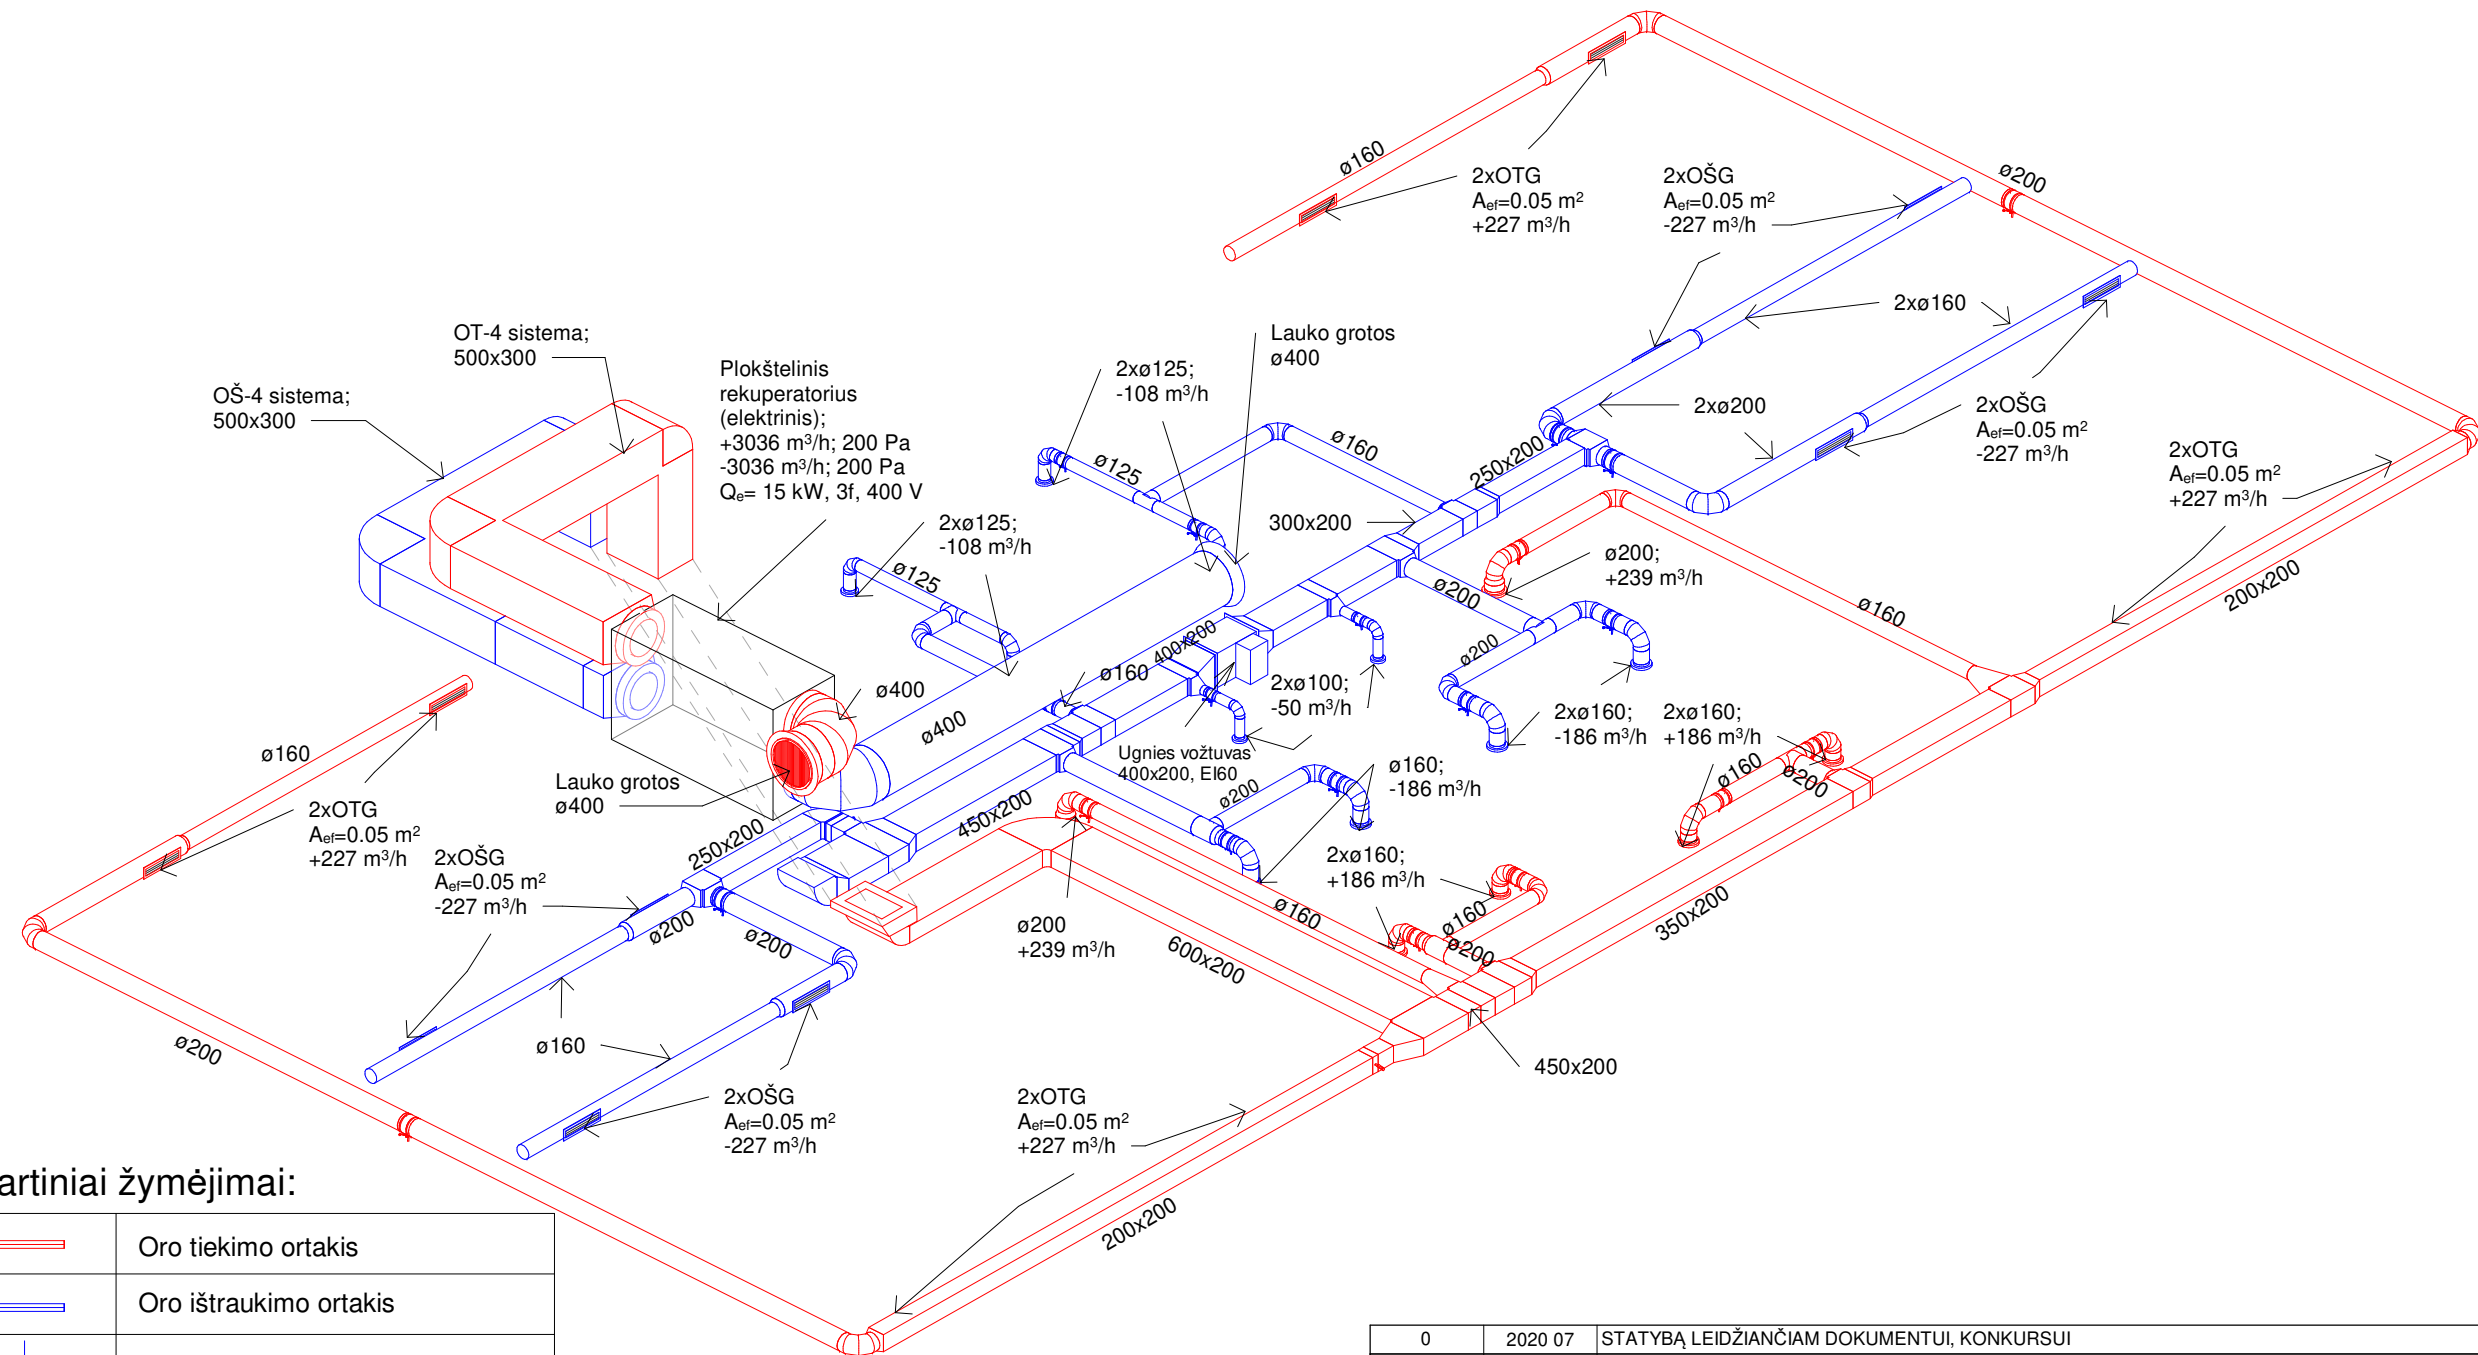 ø160
ø200
2xOTG
Aef=0.05 m²
+227 m³/h
2xOŠG
Aef=0.05 m²
-227 m³/h
2xø160
OT-4 sistema;
500x300
OŠ-4 sistema;
500x300
Plokštelinis
rekuperatorius
(elektrinis);
+3036 m³/h; 200 Pa
-3036 m³/h; 200 Pa
Qe= 15 kW, 3f, 400 V
2xø125;
-108 m³/h
Lauko grotos
ø400
2xø200
2xOŠG
Aef=0.05 m²
-227 m³/h
2xOTG
Aef=0.05 m²
+227 m³/h
ø125
ø160
250x200
300x200
2xø125;
-108 m³/h
ø125
ø200;
+239 m³/h
ø200
ø160
200x200
400x200
ø160
ø200
ø400
ø400
2xø100;
-50 m³/h
Ugnies vožtuvas
400x200, EI60
2xø160;
-186 m³/h
2xø160;
+186 m³/h
ø160
ø200
ø160
Lauko grotos
ø400
ø160;
-186 m³/h
ø200
450x200
250x200
2xOTG
Aef=0.05 m²
+227 m³/h
2xOŠG
Aef=0.05 m²
-227 m³/h
ø200
ø200
2xø160;
+186 m³/h
ø160
ø160
ø200
350x200
ø200
+239 m³/h
600x200
ø200
ø160
450x200
2xOŠG
Aef=0.05 m²
-227 m³/h
2xOTG
Aef=0.05 m²
+227 m³/h
200x200
artiniai žymėjimai:
Oro tiekimo ortakis
Oro ištraukimo ortakis
0 2020 07 STATYBĄ LEIDŽIANČIAM DOKUMENTUI, KONKURSUI